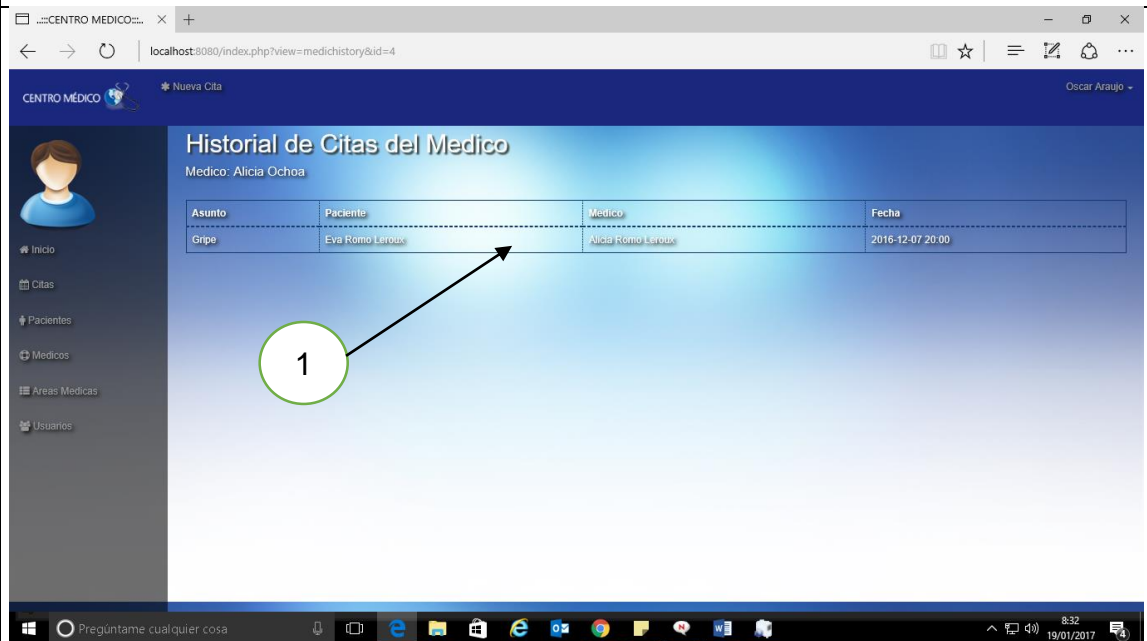 ..:::CENTRO MEDICO:::..
localhost:8080/index.php?view=medichistory&id=4
CENTRO MÉDICO
Nueva Cita
Oscar Araujo
Historial de Citas del Medico
Medico: Alicia Ochoa
Asunto Paciente Medico Fecha
Gripe Eva Romo Leroux Alicia Romo Leroux 2016-12-07 20:00
Inicio
Citas
Pacientes
Medicos
Areas Medicas
Usuarios
1
Pregúntame cualquier cosa
8:32
19/01/2017